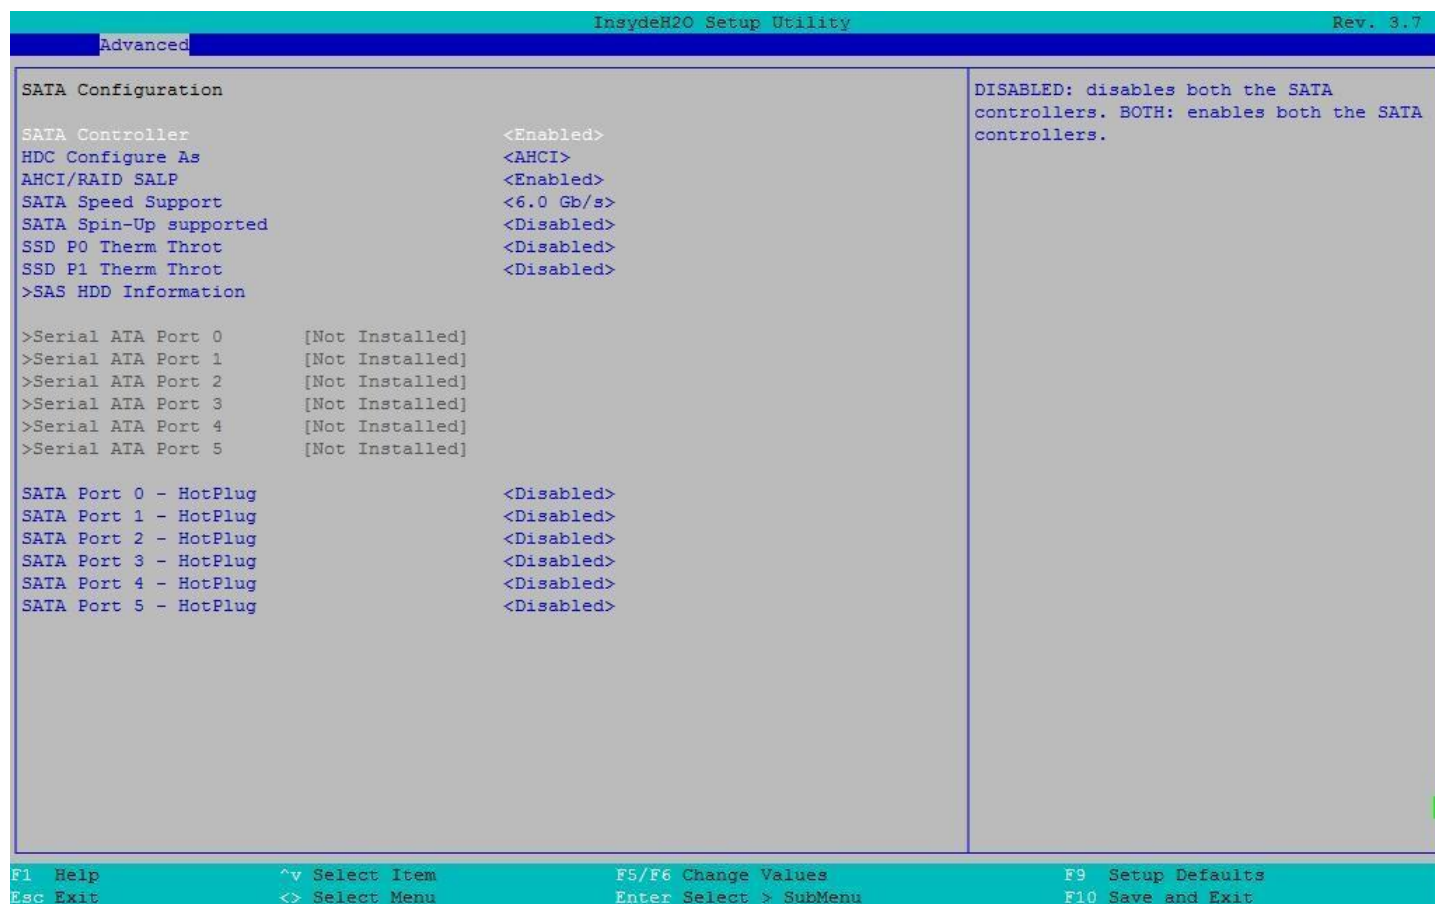 InsydeH2O Setup Utility Rev. 3.7
Advanced
SATA Configuration
SATA Controller <Enabled>
HDC Configure As <AHCI>
AHCI/RAID SALP <Enabled>
SATA Speed Support <6.0 Gb/s>
SATA Spin-Up supported <Disabled>
SSD P0 Therm Throt <Disabled>
SSD P1 Therm Throt <Disabled>
>SAS HDD Information
>Serial ATA Port 0 [Not Installed]
>Serial ATA Port 1 [Not Installed]
>Serial ATA Port 2 [Not Installed]
>Serial ATA Port 3 [Not Installed]
>Serial ATA Port 4 [Not Installed]
>Serial ATA Port 5 [Not Installed]
SATA Port 0 - HotPlug <Disabled>
SATA Port 1 - HotPlug <Disabled>
SATA Port 2 - HotPlug <Disabled>
SATA Port 3 - HotPlug <Disabled>
SATA Port 4 - HotPlug <Disabled>
SATA Port 5 - HotPlug <Disabled>
DISABLED: disables both the SATA
controllers. BOTH: enables both the SATA
controllers.
F1 Help ^v Select Item F5/F6 Change Values F9 Setup Defaults
Esc Exit <> Select Menu Enter Select > SubMenu F10 Save and Exit